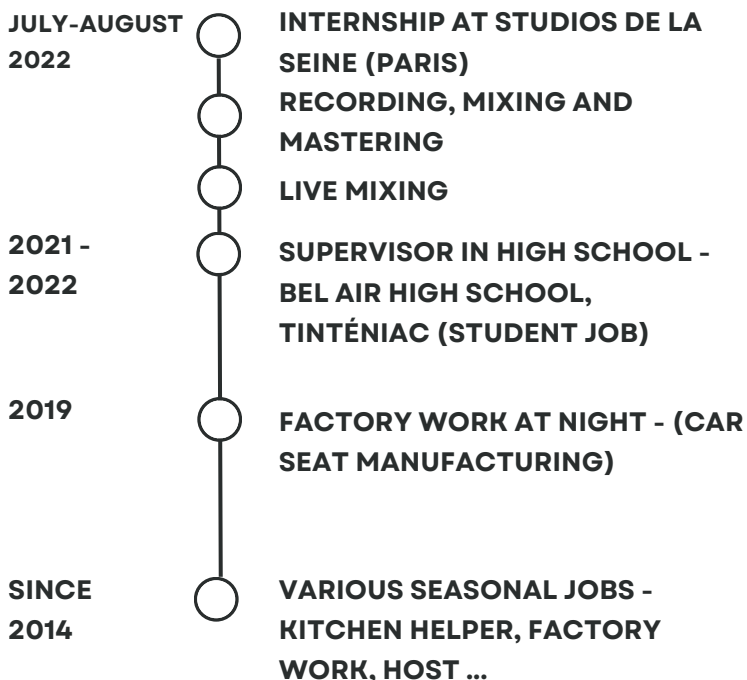 JULY-AUGUST
2022
INTERNSHIP AT STUDIOS DE LA
SEINE (PARIS)
RECORDING, MIXING AND
MASTERING
LIVE MIXING
2021 -
2022
SUPERVISOR IN HIGH SCHOOL -
BEL AIR HIGH SCHOOL,
TINTÉNIAC (STUDENT JOB)
2019
FACTORY WORK AT NIGHT - (CAR
SEAT MANUFACTURING)
SINCE
2014
VARIOUS SEASONAL JOBS -
KITCHEN HELPER, FACTORY
WORK, HOST ...